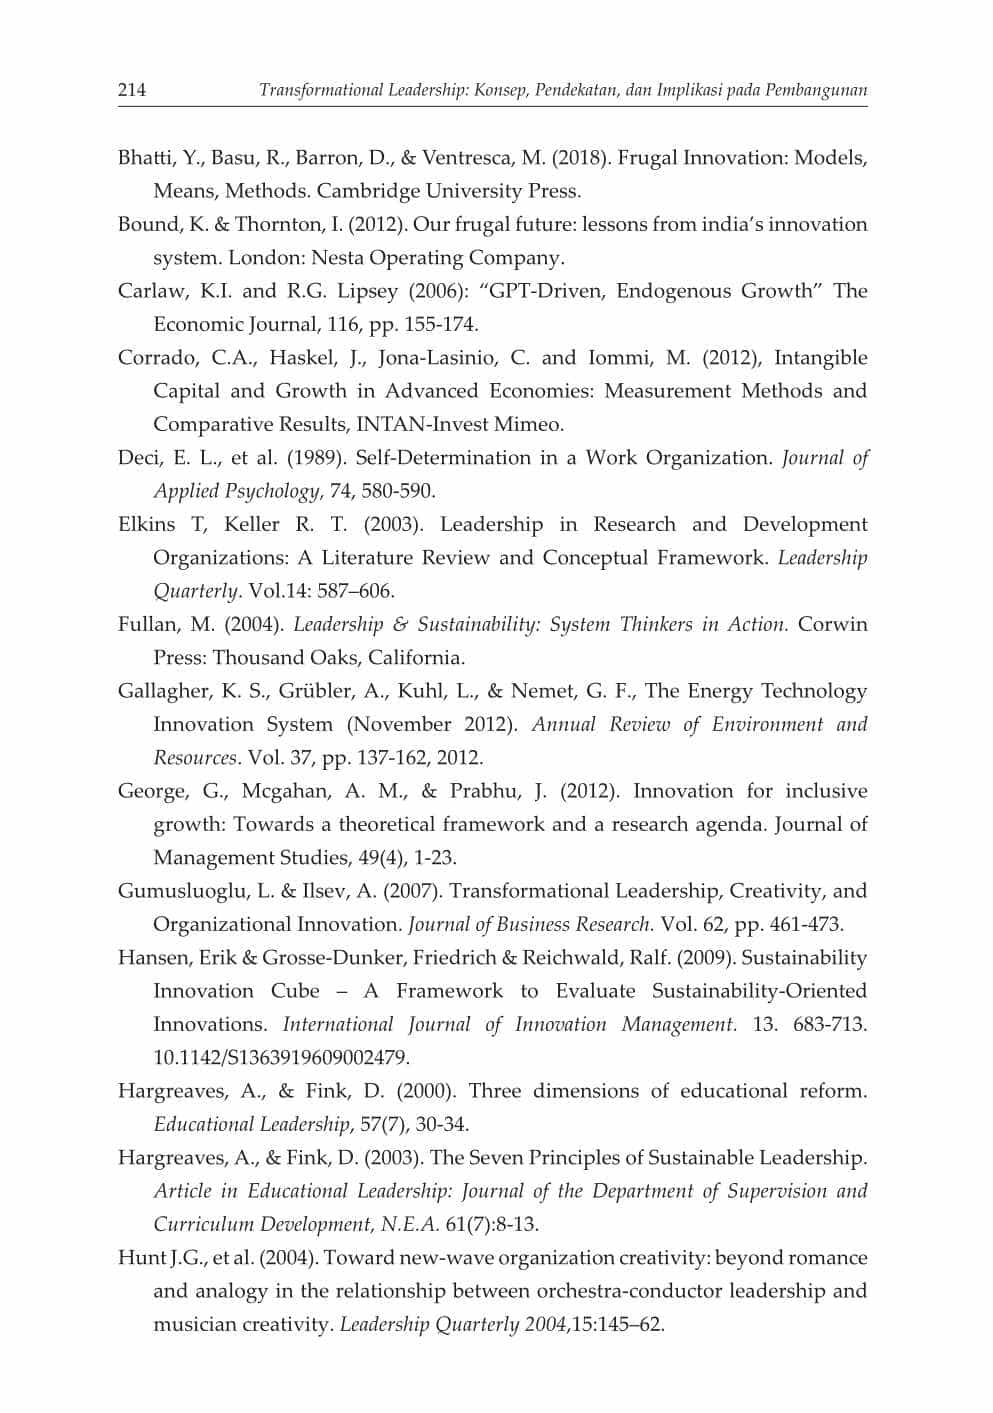 214 Transformational Leadership: Konsep, Pendekatan, dan Implikasi pada Pembangunan
Bhatti, Y., Basu, R., Barron, D., & Ventresca, M. (2018). Frugal Innovation: Models,
Means, Methods. Cambridge University Press.
Bound, K. & Thornton, I. (2012). Our frugal future: lessons from india’s innovation
system. London: Nesta Operating Company.
Carlaw, K.I. and R.G. Lipsey (2006): “GPT-Driven, Endogenous Growth” The
Economic Journal, 116, pp. 155-174.
Corrado, C.A., Haskel, J., Jona-Lasinio, C. and Iommi, M. (2012), Intangible
Capital and Growth in Advanced Economies: Measurement Methods and
Comparative Results, INTAN-Invest Mimeo.
Deci, E. L., et al. (1989). Self-Determination in a Work Organization. Journal of
Applied Psychology, 74, 580-590.
Elkins T, Keller R. T. (2003). Leadership in Research and Development
Organizations: A Literature Review and Conceptual Framework. Leadership
Quarterly. Vol.14: 587–606.
Fullan, M. (2004). Leadership & Sustainability: System Thinkers in Action. Corwin
Press: Thousand Oaks, California.
Gallagher, K. S., Grübler, A., Kuhl, L., & Nemet, G. F., The Energy Technology
Innovation System (November 2012). Annual Review of Environment and
Resources. Vol. 37, pp. 137-162, 2012.
George, G., Mcgahan, A. M., & Prabhu, J. (2012). Innovation for inclusive
growth: Towards a theoretical framework and a research agenda. Journal of
Management Studies, 49(4), 1-23.
Gumusluoglu, L. & Ilsev, A. (2007). Transformational Leadership, Creativity, and
Organizational Innovation. Journal of Business Research. Vol. 62, pp. 461-473.
Hansen, Erik & Grosse-Dunker, Friedrich & Reichwald, Ralf. (2009). Sustainability
Innovation Cube – A Framework to Evaluate Sustainability-Oriented
Innovations. International Journal of Innovation Management. 13. 683-713.
10.1142/S1363919609002479.
Hargreaves, A., & Fink, D. (2000). Three dimensions of educational reform.
Educational Leadership, 57(7), 30-34.
Hargreaves, A., & Fink, D. (2003). The Seven Principles of Sustainable Leadership.
Article in Educational Leadership: Journal of the Department of Supervision and
Curriculum Development, N.E.A. 61(7):8-13.
Hunt J.G., et al. (2004). Toward new-wave organization creativity: beyond romance
and analogy in the relationship between orchestra-conductor leadership and
musician creativity. Leadership Quarterly 2004,15:145–62.